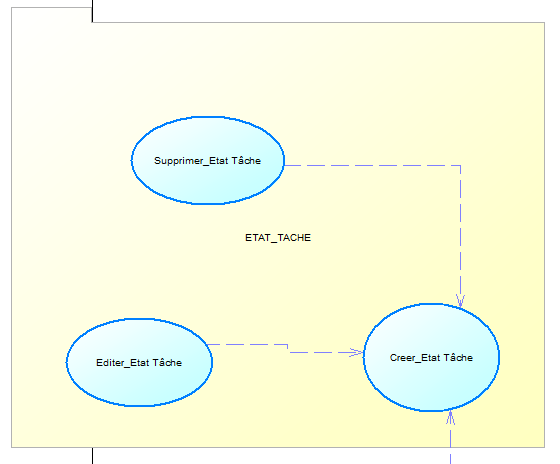 Supprimer_Etat Tâche
ETAT_TACHE
Editer_Etat Tâche
Creer_Etat Tâche